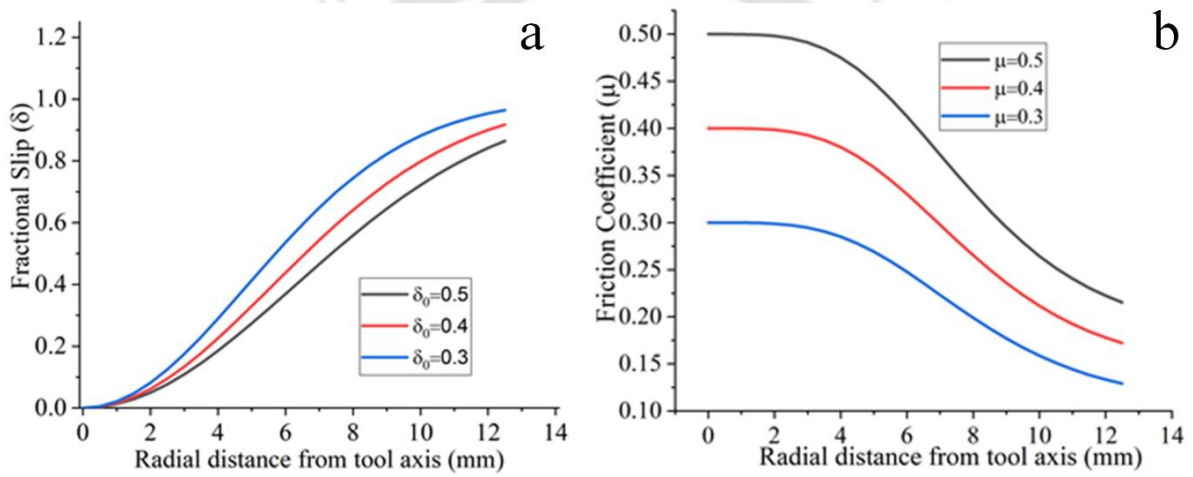 a
Fractional Slip (δ)
1.2
1.0
0.8
0.6
0.4
0.2
0.0
δ₀=0.5
δ₀=0.4
δ₀=0.3
0 2 4 6 8 10 12 14
Radial distance from tool axis (mm)
b
Friction Coefficient (μ)
0.50
0.45
0.40
0.35
0.30
0.25
0.20
0.15
0.10
μ=0.5
μ=0.4
μ=0.3
0 2 4 6 8 10 12 14
Radial distance from tool axis (mm)